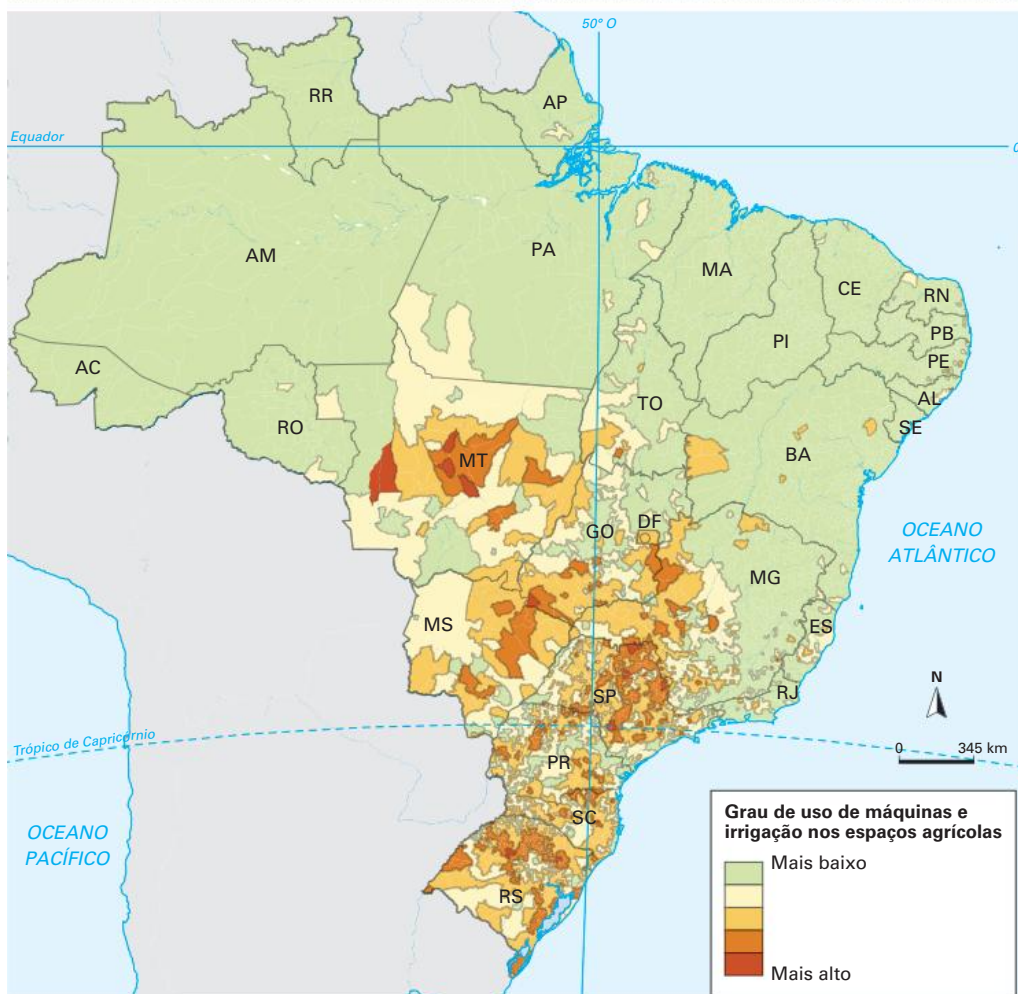 50° O
RR
AP
Equador
0
AM
PA
MA
CE
RN
PB
PE
PI
AC
AL
TO
SE
RO
BA
MT
GO
DF
OCEANO
ATLÂNTICO
MG
MS
ES
SP
RJ
N
Trópico de Capricórnio
0 345 km
PR
SC
OCEANO
PACÍFICO
RS
Grau de uso de máquinas e
irrigação nos espaços agrícolas
Mais baixo
Mais alto